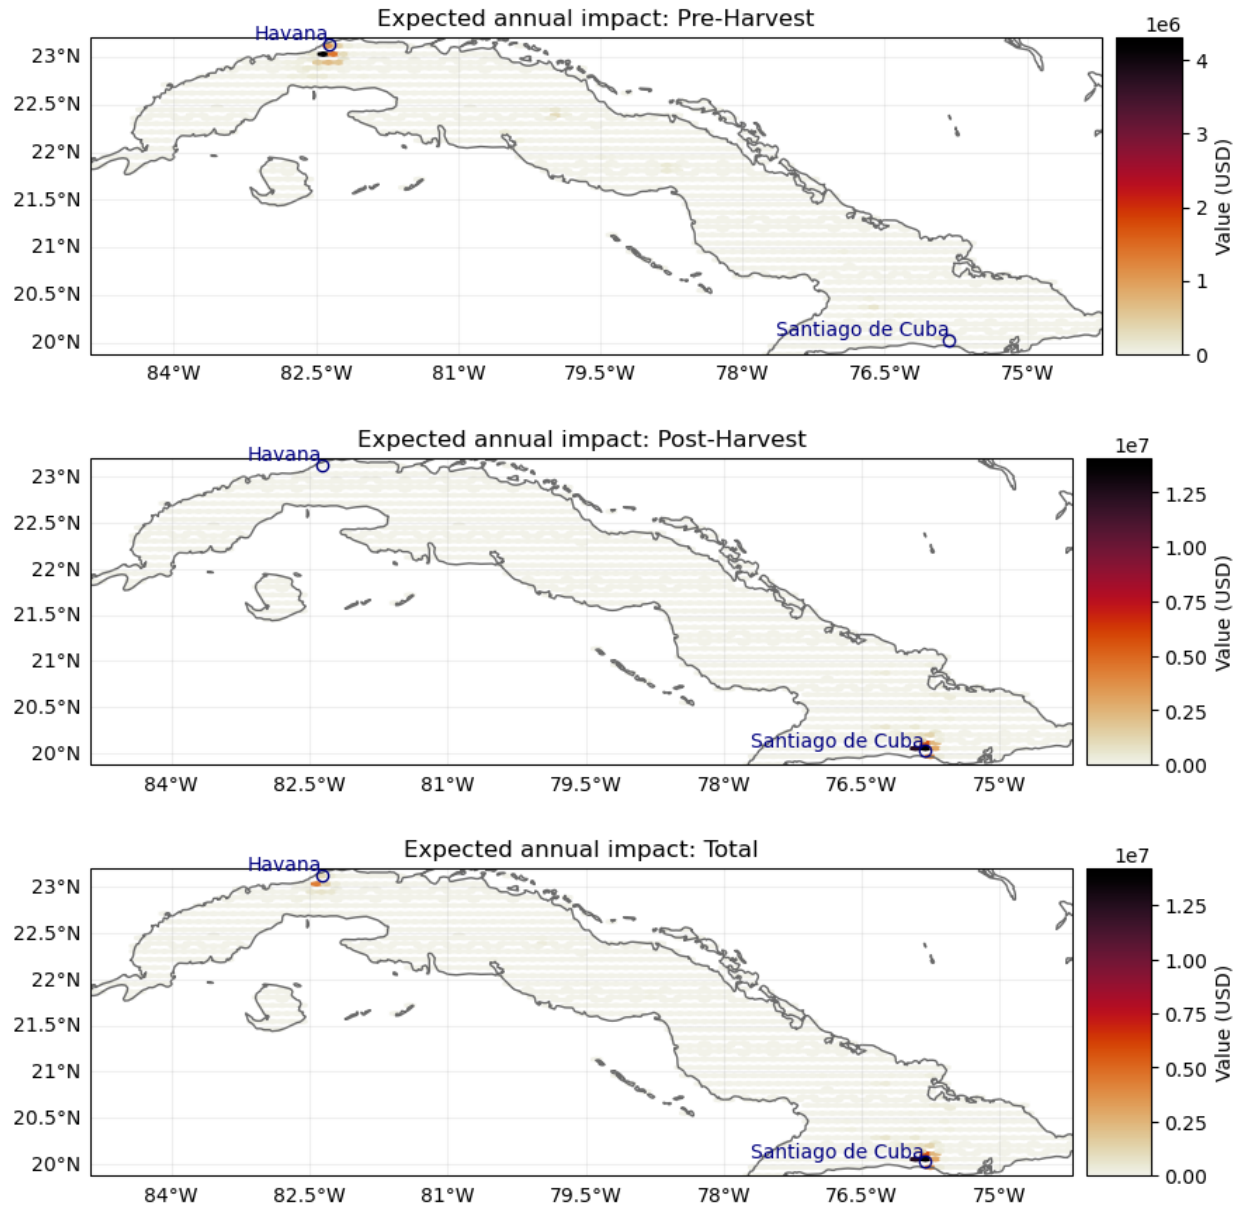 Expected annual impact: Pre-Harvest
1e6
Havana
23°N
22.5°N
22°N
21.5°N
21°N
20.5°N
20°N
Santiago de Cuba
84°W
82.5°W
81°W
79.5°W
78°W
76.5°W
75°W
4
3
2
1
0
Value (USD)
Expected annual impact: Post-Harvest
1e7
Havana
23°N
22.5°N
22°N
21.5°N
21°N
20.5°N
20°N
Santiago de Cuba
84°W
82.5°W
81°W
79.5°W
78°W
76.5°W
75°W
1.25
1.00
0.75
0.50
0.25
0.00
Value (USD)
Expected annual impact: Total
1e7
Havana
23°N
22.5°N
22°N
21.5°N
21°N
20.5°N
20°N
Santiago de Cuba
84°W
82.5°W
81°W
79.5°W
78°W
76.5°W
75°W
1.25
1.00
0.75
0.50
0.25
0.00
Value (USD)